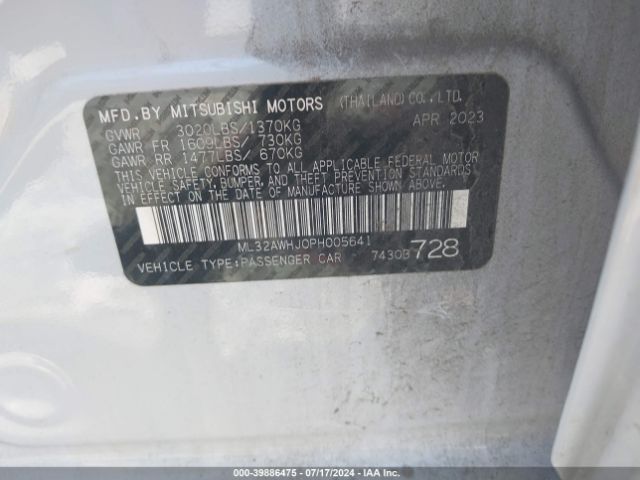 MFD.BY MITSUBISHI MOTORS (THAILAND) CO.,LTD.
GVWR 3020LBS/1370KG APR 2023
GAWR FR 1609LBS/ 730KG
GAWR RR 1477LBS/ 670KG
THIS VEHICLE CONFORMS TO ALL APPLICABLE FEDERAL MOTOR
VEHICLE SAFETY, BUMPER, AND THEFT PREVENTION STANDARDS
IN EFFECT ON THE DATE OF MANUFACTURE SHOWN ABOVE.
ML32AWHJ0PH005641
VEHICLE TYPE:PASSENGER CAR 7430B 728
000-39886475 - 07/17/2024 - IAA Inc.